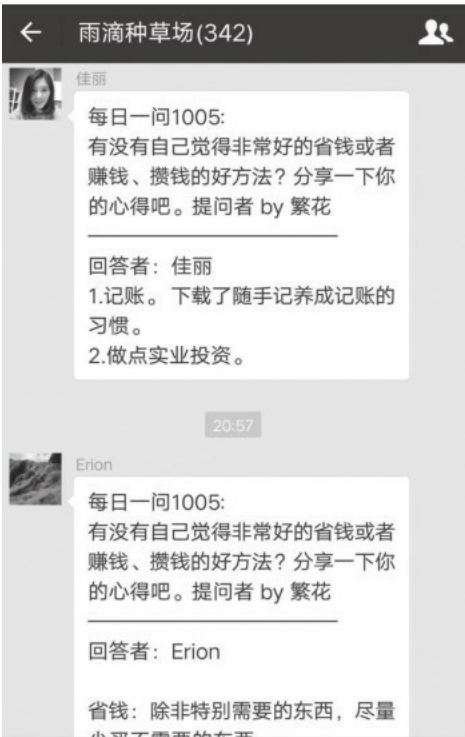 雨滴种草场(342)
佳丽
每日一问1005:
有没有自己觉得非常好的省钱或者
赚钱、攒钱的好方法？分享一下你
的心得吧。提问者 by 繁花
回答者：佳丽
1.记账。 下载了随手记养成记账的
习惯。
2.做点实业投资。
20:57
Erion
每日一问1005:
有没有自己觉得非常好的省钱或者
赚钱、攒钱的好方法？分享一下你
的心得吧。提问者 by 繁花
回答者：Erion
省钱：除非特别需要的东西，尽量